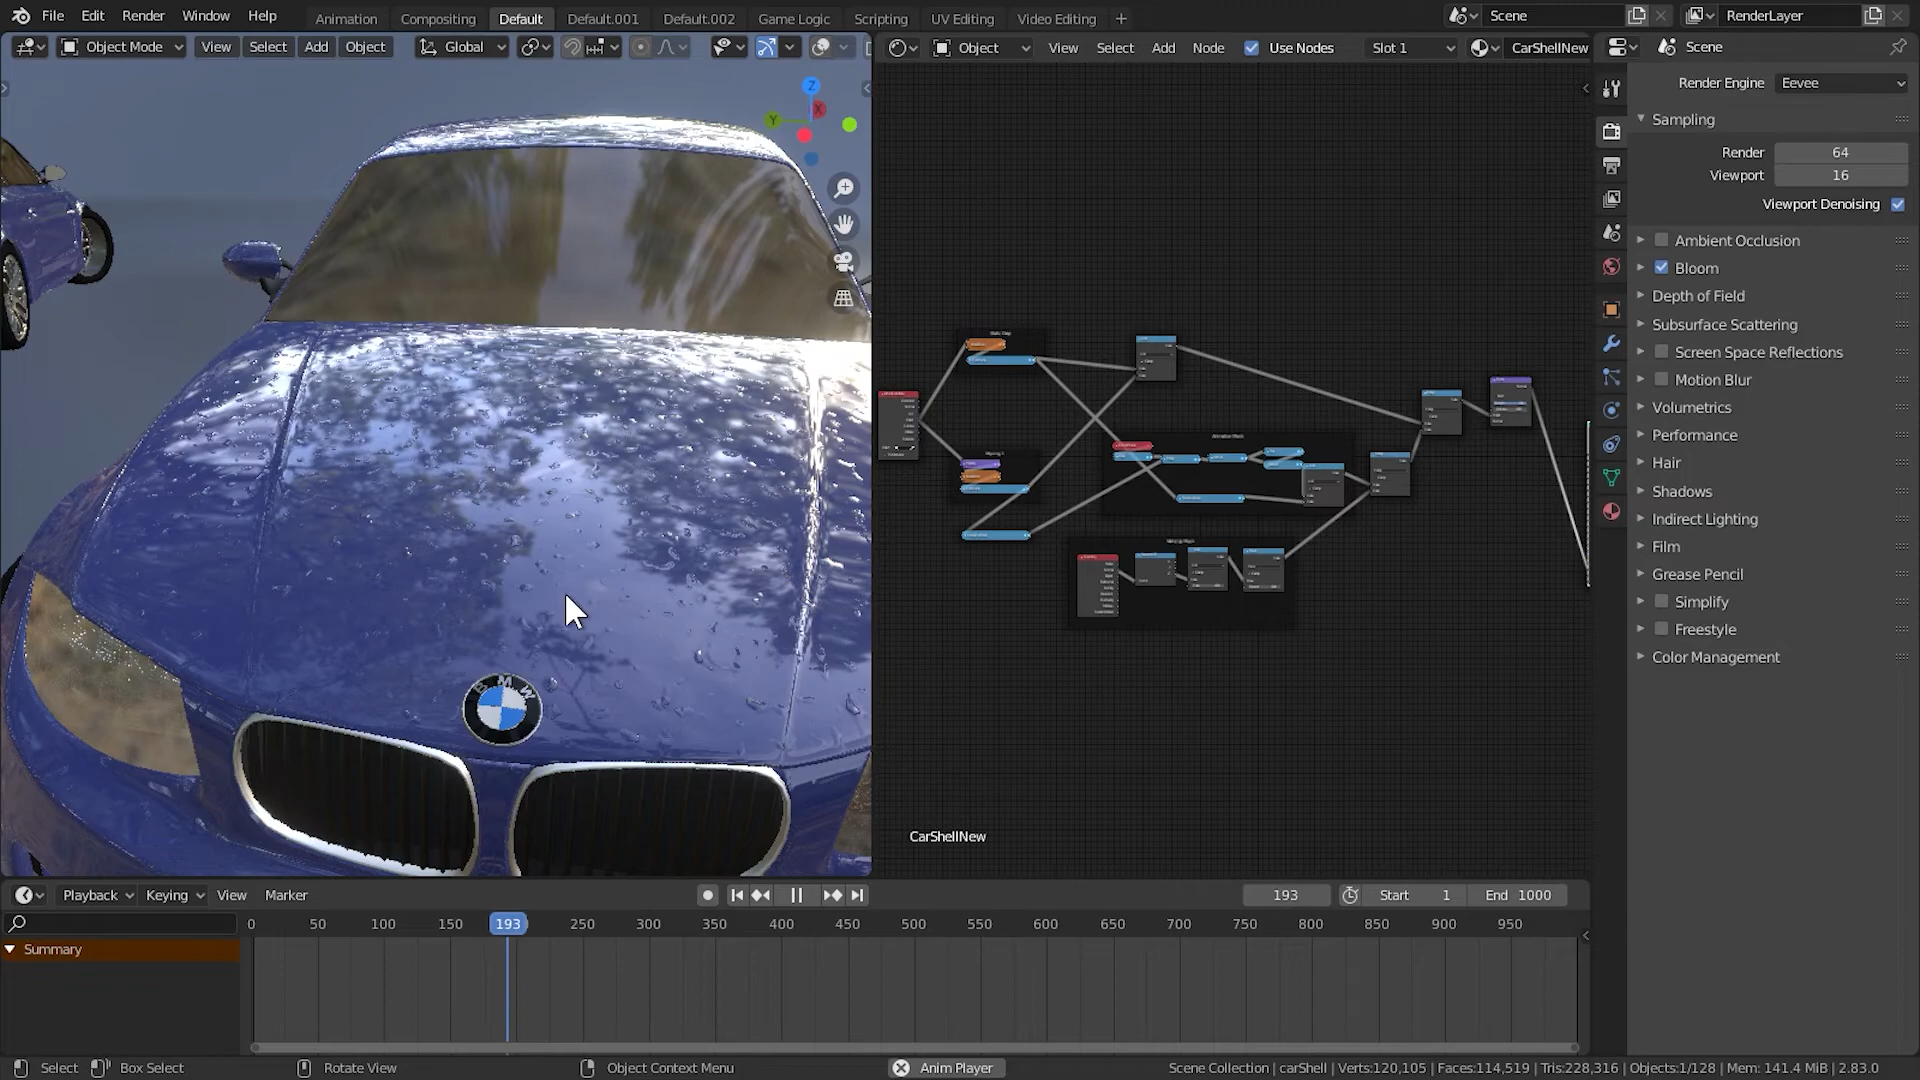 File Edit Render Window Help Animation Compositing Default Default.001 Default.002 Game Logic Scripting UV Editing Video Editing + Scene RenderLayer
Object Mode View Select Add Object Global Object View Select Add Node Use Nodes Slot 1 CarShellNew Scene
Render Engine Eevee
Z
X
Y
Sampling
Render 64
Viewport 16
Viewport Denoising
Ambient Occlusion
Bloom
Depth of Field
Subsurface Scattering
Screen Space Reflections
Motion Blur
Volumetrics
Performance
Hair
Shadows
Indirect Lighting
Film
Grease Pencil
Simplify
Freestyle
Color Management
BMW
CarShellNew
Playback Keying View Marker 193 Start 1 End 1000
0 50 100 150 193 250 300 350 400 450 500 550 600 650 700 750 800 850 900 950
Summary
Select Box Select Rotate View Object Context Menu Anim Player Scene Collection | carShell | Verts:120,105 | Faces:114,519 | Tris:228,316 | Objects:1/128 | Mem: 141.4 MiB | 2.83.0